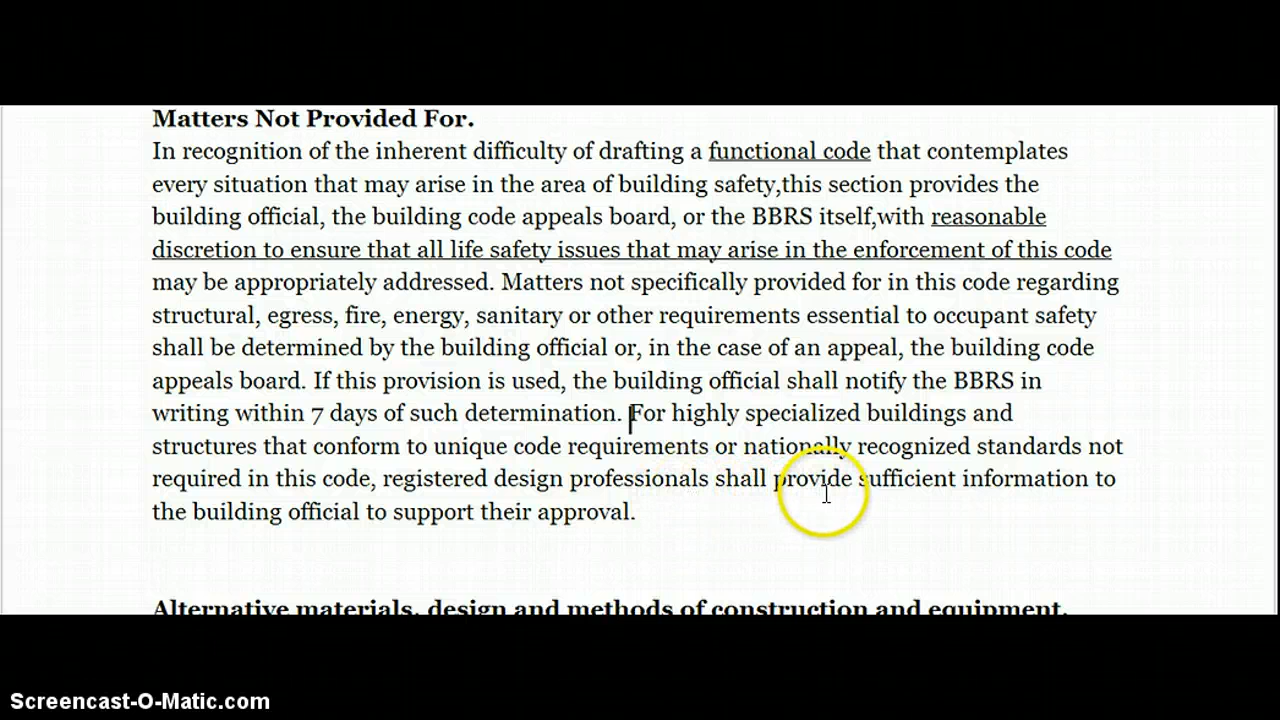 Matters Not Provided For.
In recognition of the inherent difficulty of drafting a functional code that contemplates
every situation that may arise in the area of building safety,this section provides the
building official, the building code appeals board, or the BBRS itself,with reasonable
discretion to ensure that all life safety issues that may arise in the enforcement of this code
may be appropriately addressed. Matters not specifically provided for in this code regarding
structural, egress, fire, energy, sanitary or other requirements essential to occupant safety
shall be determined by the building official or, in the case of an appeal, the building code
appeals board. If this provision is used, the building official shall notify the BBRS in
writing within 7 days of such determination. For highly specialized buildings and
structures that conform to unique code requirements or nationally recognized standards not
required in this code, registered design professionals shall provide sufficient information to
the building official to support their approval.
Alternative materials, design and methods of construction and equipment.
Screencast-O-Matic.com